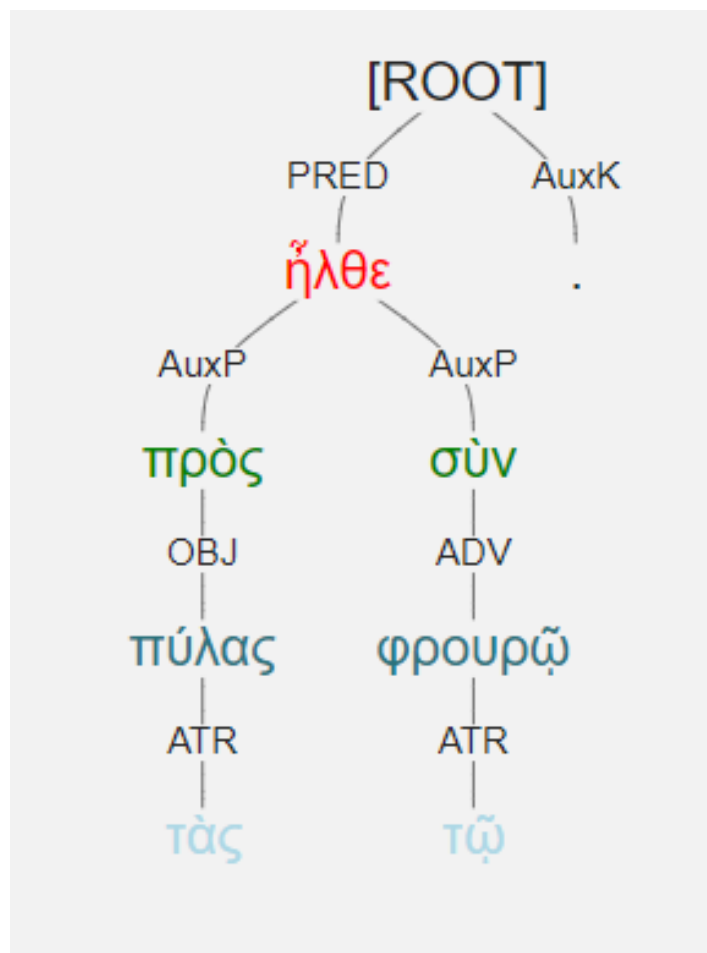 [ROOT]
PRED AuxK
ἦλθε .
AuxP AuxP
πρὸς σὺν
OBJ ADV
πύλας φρουρῷ
ATR ATR
τὰς τῷ